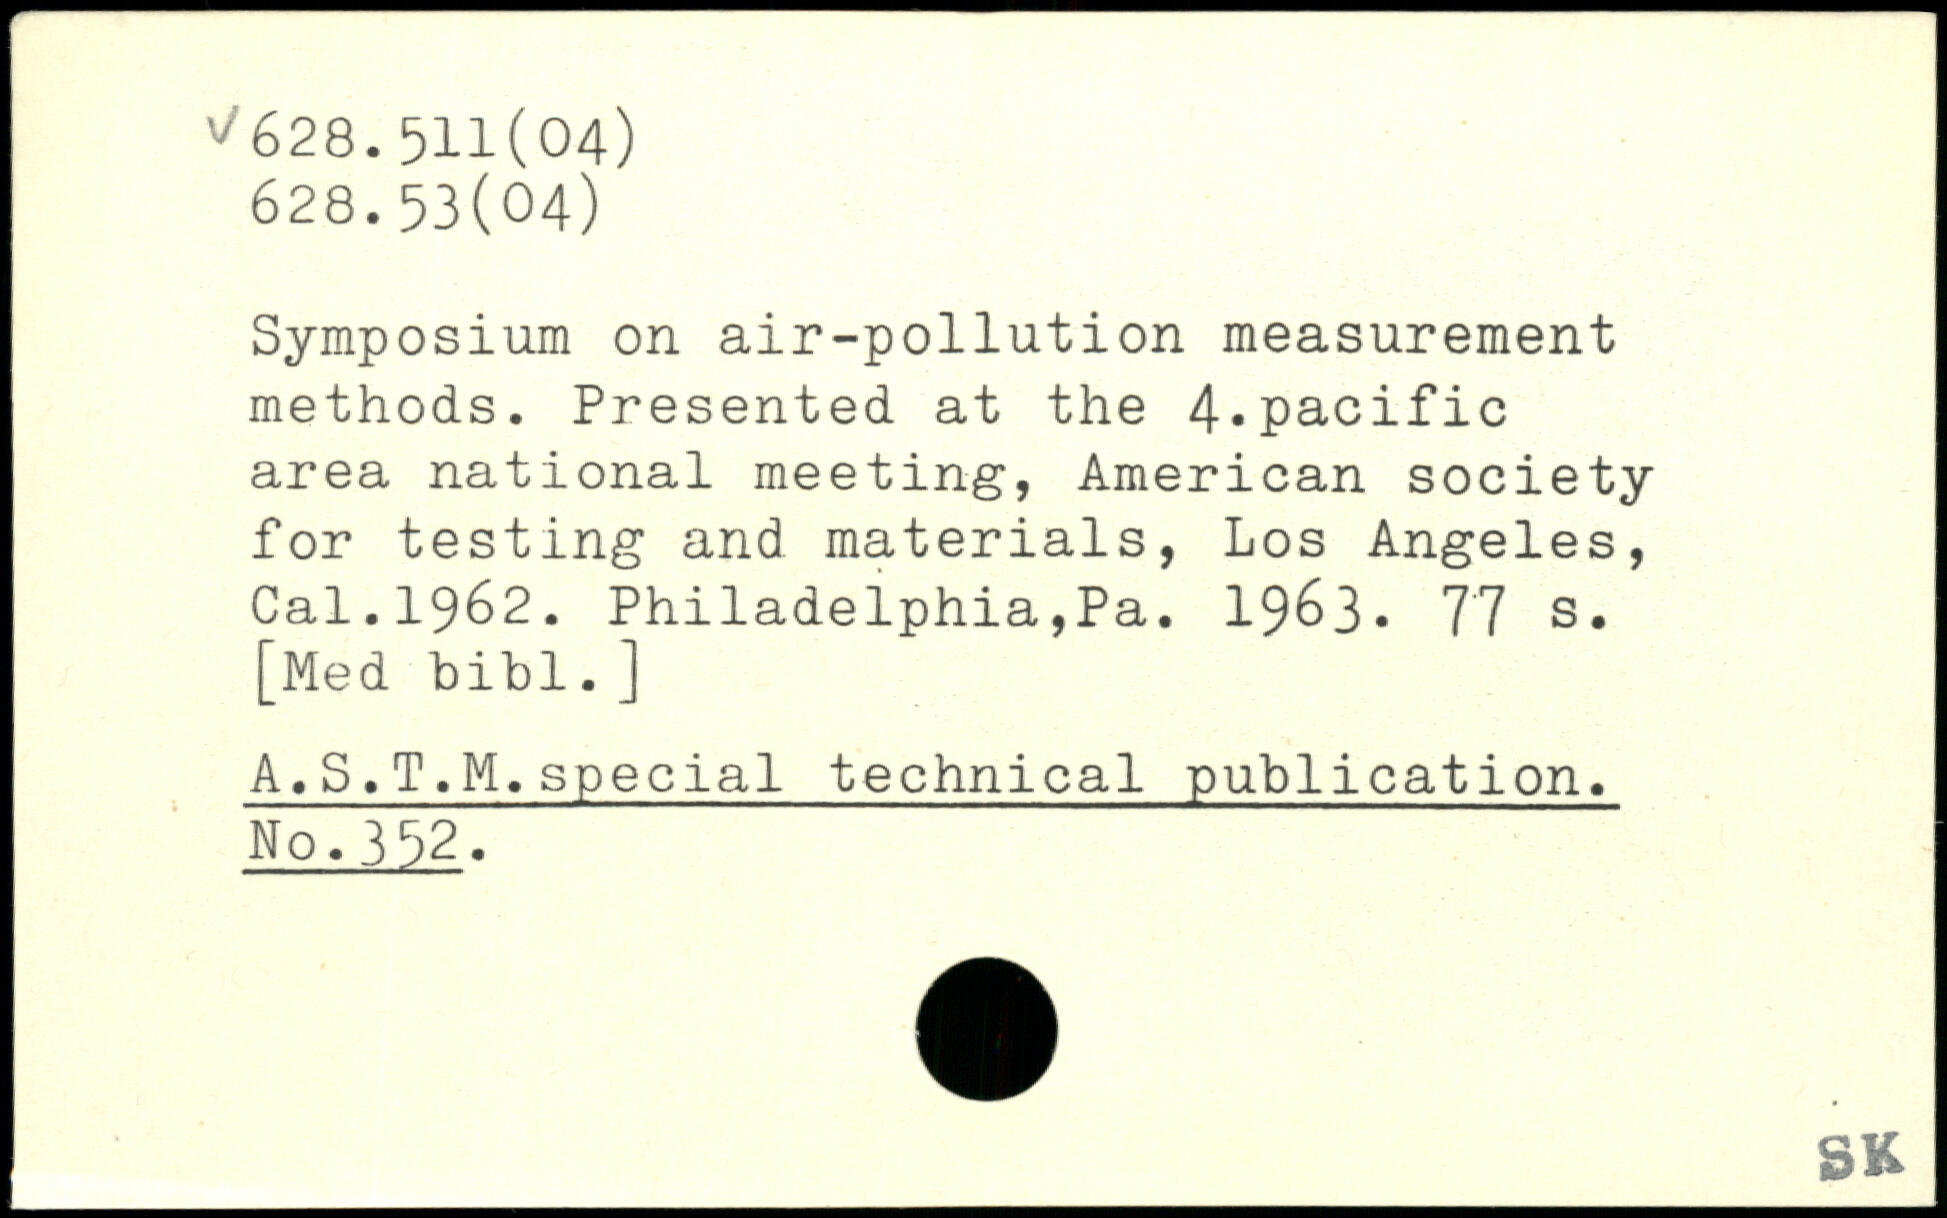 ✓ 628.511(04)
628.53(04)
Symposium on air-pollution measurement
methods. Presented at the 4.pacific
area national meeting, American society
for testing and materials, Los Angeles,
Cal.1962. Philadelphia,Pa. 1963. 77 s.
[Med bibl.]
A.S.T.M.special technical publication.
No.352.
SK